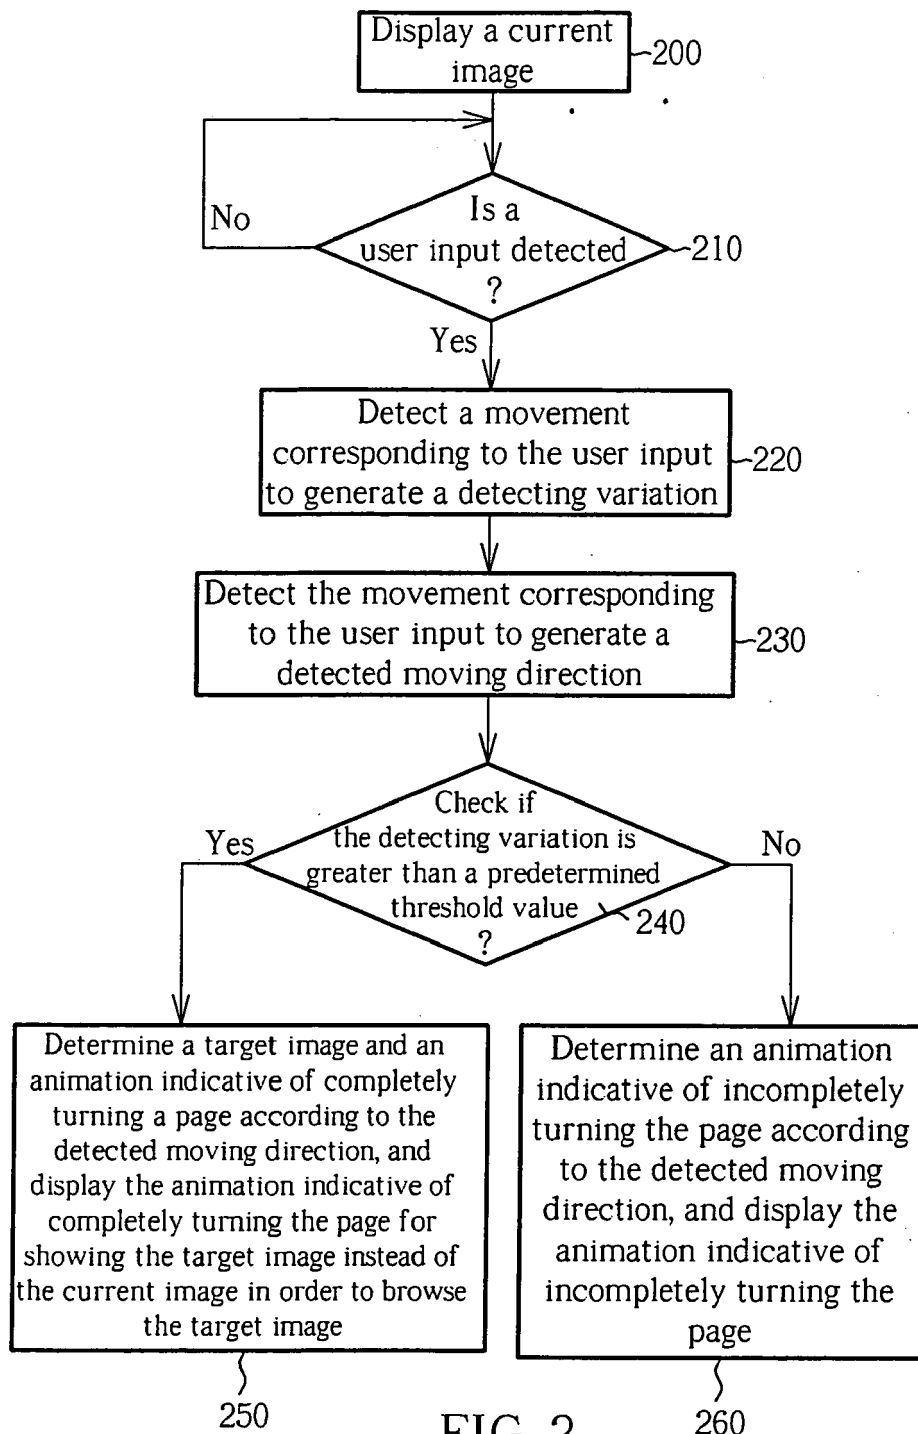 Display a current
image
200
Is a
user input detected
?
210
No
Yes
Detect a movement
corresponding to the user input
to generate a detecting variation
220
Detect the movement corresponding
to the user input to generate a
detected moving direction
230
Check if
the detecting variation is
greater than a predetermined
threshold value
?
240
Yes
No
Determine a target image and an
animation indicative of completely
turning a page according to the
detected moving direction, and
display the animation indicative of
completely turning the page for
showing the target image instead of
the current image in order to browse
the target image
250
Determine an animation
indicative of incompletely
turning the page according
to the detected moving
direction, and display the
animation indicative of
incompletely turning the
page
260
FIG. 2